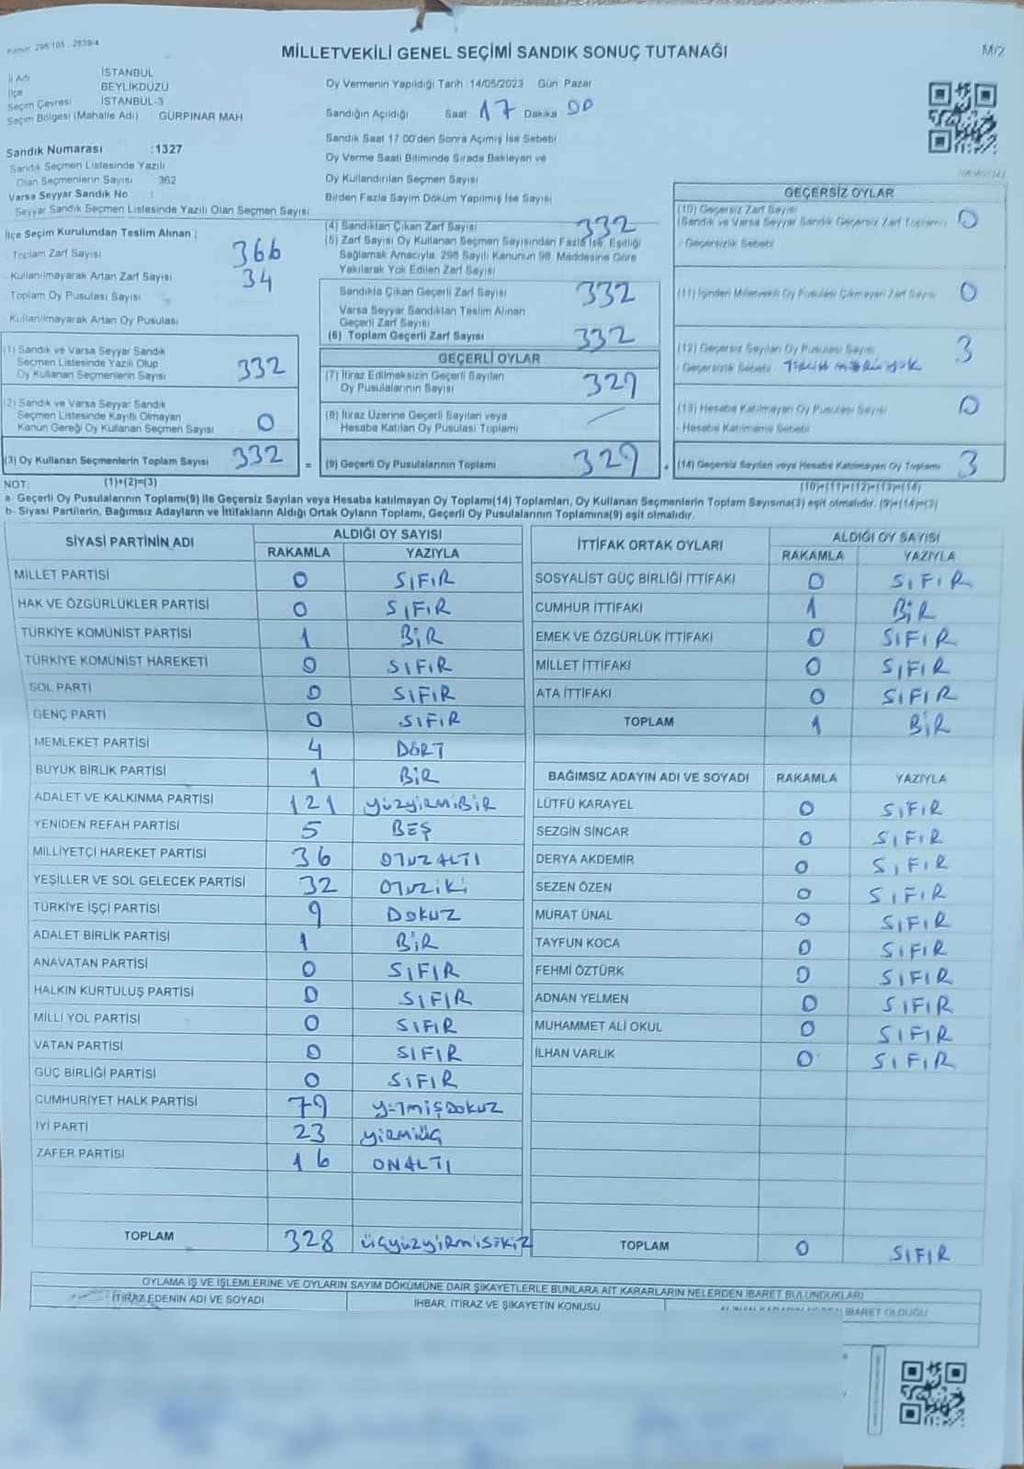 Kanun: 298/105 - 2839/4
MİLLETVEKİLİ GENEL SEÇİMİ SANDIK SONUÇ TUTANAĞI
M/2
İl Adı İSTANBUL
İlçe BEYLİKDÜZÜ
Seçim Çevresi İSTANBUL-3
Seçim Bölgesi (Mahalle Adı) GÜRPINAR MAH
Sandık Numarası :1327
Sandık Seçmen Listesinde Yazılı
Olan Seçmenlerin Sayısı 362
Varsa Seyyar Sandık No :
Seyyar Sandık Seçmen Listesinde Yazılı Olan Seçmen Sayısı
İlçe Seçim Kurulundan Teslim Alınan ;
Toplam Zarf Sayısı 366
Kullanılmayarak Artan Zarf Sayısı 34
Toplam Oy Pusulası Sayısı
Kullanılmayarak Artan Oy Pusulası
(1) Sandık ve Varsa Seyyar Sandık
Seçmen Listesinde Yazılı Olup
Oy Kullanan Seçmenlerin Sayısı 332
(2) Sandık ve Varsa Seyyar Sandık
Seçmen Listesinde Kayıtlı Olmayan
Kanun Gereği Oy Kullanan Seçmen Sayısı 0
(3) Oy Kullanan Seçmenlerin Toplam Sayısı 332 =
Oy Vermenin Yapıldığı Tarih :14/05/2023 Gün: Pazar
Sandığın Açıldığı Saat 17 Dakika 00
Sandık Saat 17:00'den Sonra Açılmış İse Sebebi
Oy Verme Saati Bitiminde Sırada Bekleyen ve
Oy Kullandırılan Seçmen Sayısı
Birden Fazla Sayım Döküm Yapılmış İse Sayısı
(4) Sandıktan Çıkan Zarf Sayısı 332
(5) Zarf Sayısı Oy Kullanan Seçmen Sayısından Fazla İse, Eşitliği
Sağlamak Amacıyla, 298 Sayılı Kanunun 98. Maddesine Göre
Yakılarak Yok Edilen Zarf Sayısı
Sandıkta Çıkan Geçerli Zarf Sayısı 332
Varsa Seyyar Sandıktan Teslim Alınan
Geçerli Zarf Sayısı
(6) Toplam Geçerli Zarf Sayısı 332
GEÇERLİ OYLAR
(7) İtiraz Edilmeksizin Geçerli Sayılan
Oy Pusulalarının Sayısı 329
(8) İtiraz Üzerine Geçerli Sayılan veya
Hesaba Katılan Oy Pusulası Toplamı
(9) Geçerli Oy Pusulalarının Toplamı 329 +
GEÇERSİZ OYLAR
(10) Geçersiz Zarf Sayısı
(Sandık ve Varsa Seyyar Sandık Geçersiz Zarf Toplamı) 0
- Geçersizlik Sebebi
(11) İçinden Milletvekili Oy Pusulası Çıkmayan Zarf Sayısı 0
(12) Geçersiz Sayılan Oy Pusulası Sayısı 3
- Geçersizlik Sebebi
(13) Hesaba Katılmayan Oy Pusulası Sayısı 0
- Hesaba Katılmama Sebebi
(14) Geçersiz Sayılan veya Hesaba Katılmayan Oy Toplamı 3
NOT: (1)+(2)=(3) (10)+(11)+(12)+(13)=(14)
a- Geçerli Oy Pusulalarının Toplamı(9) ile Geçersiz Sayılan veya Hesaba katılmayan Oy Toplamı(14) Toplamları, Oy Kullanan Seçmenlerin Toplam Sayısına(3) eşit olmalıdır. (9)+(14)=(3)
b- Siyasi Partilerin, Bağımsız Adayların ve İttifakların Aldığı Ortak Oyların Toplamı, Geçerli Oy Pusulalarının Toplamına(9) eşit olmalıdır.
SİYASİ PARTİNİN ADI ALDIĞI OY SAYISI
RAKAMLA YAZIYLA
MİLLET PARTİSİ 0 SIFIR
HAK VE ÖZGÜRLÜKLER PARTİSİ 0 SIFIR
TÜRKİYE KOMÜNİST PARTİSİ 1 BİR
TÜRKİYE KOMÜNİST HAREKETİ 0 SIFIR
SOL PARTİ 0 SIFIR
GENÇ PARTİ 0 SIFIR
MEMLEKET PARTİSİ 4 DÖRT
BÜYÜK BİRLİK PARTİSİ 1 BİR
ADALET VE KALKINMA PARTİSİ 121 yüzyirmiBİR
YENİDEN REFAH PARTİSİ 5 BEŞ
MİLLİYETÇİ HAREKET PARTİSİ 36 OTUZALTI
YEŞİLLER VE SOL GELECEK PARTİSİ 32 OTUZİKİ
TÜRKİYE İŞÇİ PARTİSİ 9 DOKUZ
ADALET BİRLİK PARTİSİ 1 BİR
ANAVATAN PARTİSİ 0 SIFIR
HALKIN KURTULUŞ PARTİSİ 0 SIFIR
MİLLİ YOL PARTİSİ 0 SIFIR
VATAN PARTİSİ 0 SIFIR
GÜÇ BİRLİĞİ PARTİSİ 0 SIFIR
CUMHURİYET HALK PARTİSİ 79 yetmişDOKUZ
İYİ PARTİ 23 yirmiüç
ZAFER PARTİSİ 16 ONALTI
TOPLAM 328 üçyüzyirmisekiz
İTTİFAK ORTAK OYLARI ALDIĞI OY SAYISI
RAKAMLA YAZIYLA
SOSYALİST GÜÇ BİRLİĞİ İTTİFAKI 0 SIFIR
CUMHUR İTTİFAKI 1 BİR
EMEK VE ÖZGÜRLÜK İTTİFAKI 0 SIFIR
MİLLET İTTİFAKI 0 SIFIR
ATA İTTİFAKI 0 SIFIR
TOPLAM 1 BİR
BAĞIMSIZ ADAYIN ADI VE SOYADI RAKAMLA YAZIYLA
LÜTFÜ KARAYEL 0 SIFIR
SEZGİN SİNCAR 0 SIFIR
DERYA AKDEMİR 0 SIFIR
SEZEN ÖZEN 0 SIFIR
MURAT ÜNAL 0 SIFIR
TAYFUN KOCA 0 SIFIR
FEHMİ ÖZTÜRK 0 SIFIR
ADNAN YELMEN 0 SIFIR
MUHAMMET ALİ OKUL 0 SIFIR
İLHAN VARLIK 0 SIFIR
TOPLAM 0 SIFIR
OYLAMA İŞ VE İŞLEMLERİNE VE OYLARIN SAYIM DÖKÜMÜNE DAİR ŞİKAYETLERLE BUNLARA AİT KARARLARIN NELERDEN İBARET BULUNDUKLARI
İTİRAZ EDENİN ADI VE SOYADI İHBAR, İTİRAZ VE ŞİKAYETİN KONUSU İBARET OLDUĞU